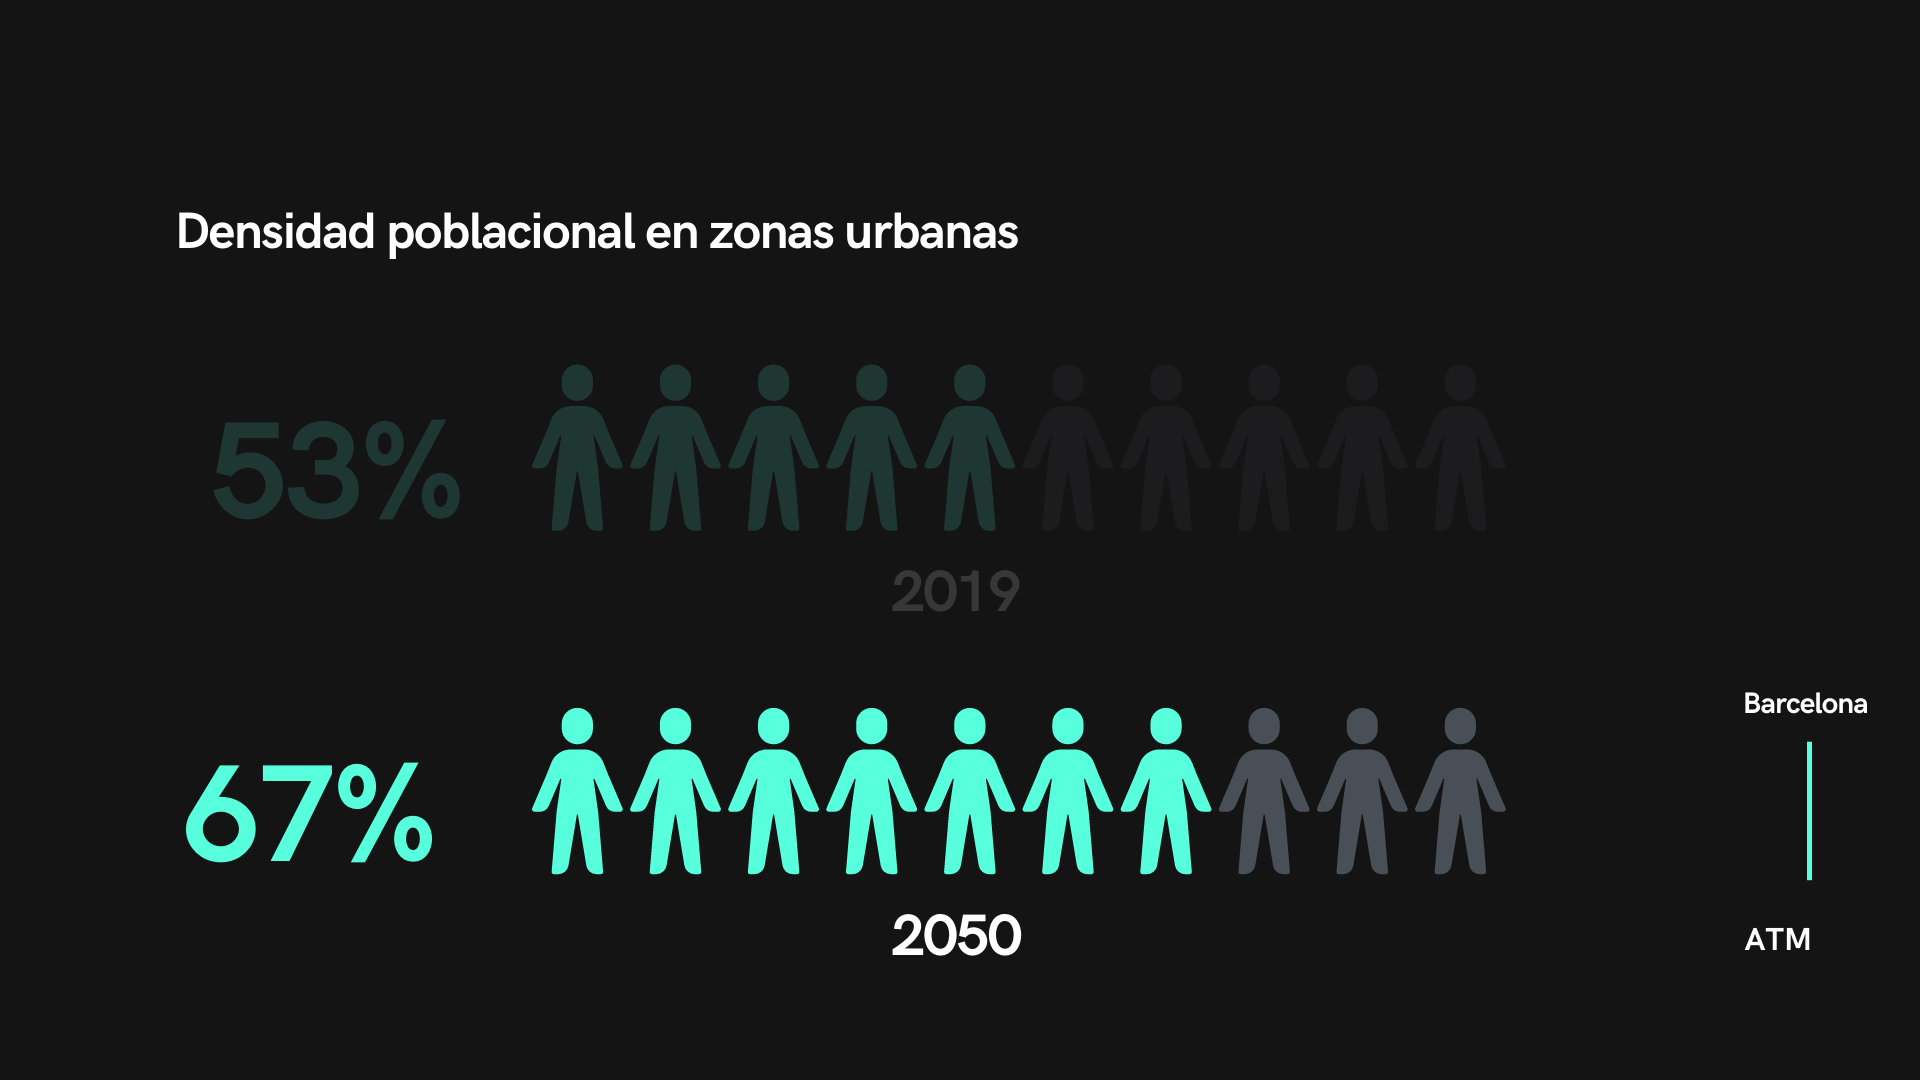 Densidad poblacional en zonas urbanas
53%
2019
67%
2050
Barcelona
ATM